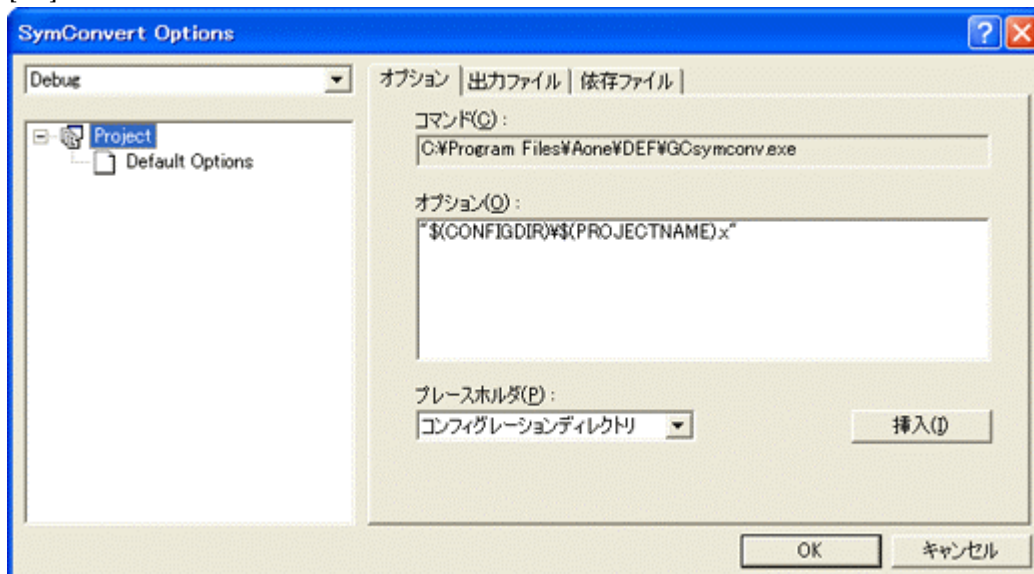 SymConvert Options
Debug
Project
Default Options
オプション
出力ファイル
依存ファイル
コマンド(C):
C:¥Program Files¥Aone¥DEF¥GCsymconv.exe
オプション(O):
"$(CONFIGDIR)¥$(PROJECTNAME).x"
プレースホルダ(P):
コンフィグレーションディレクトリ
挿入(I)
OK
キャンセル